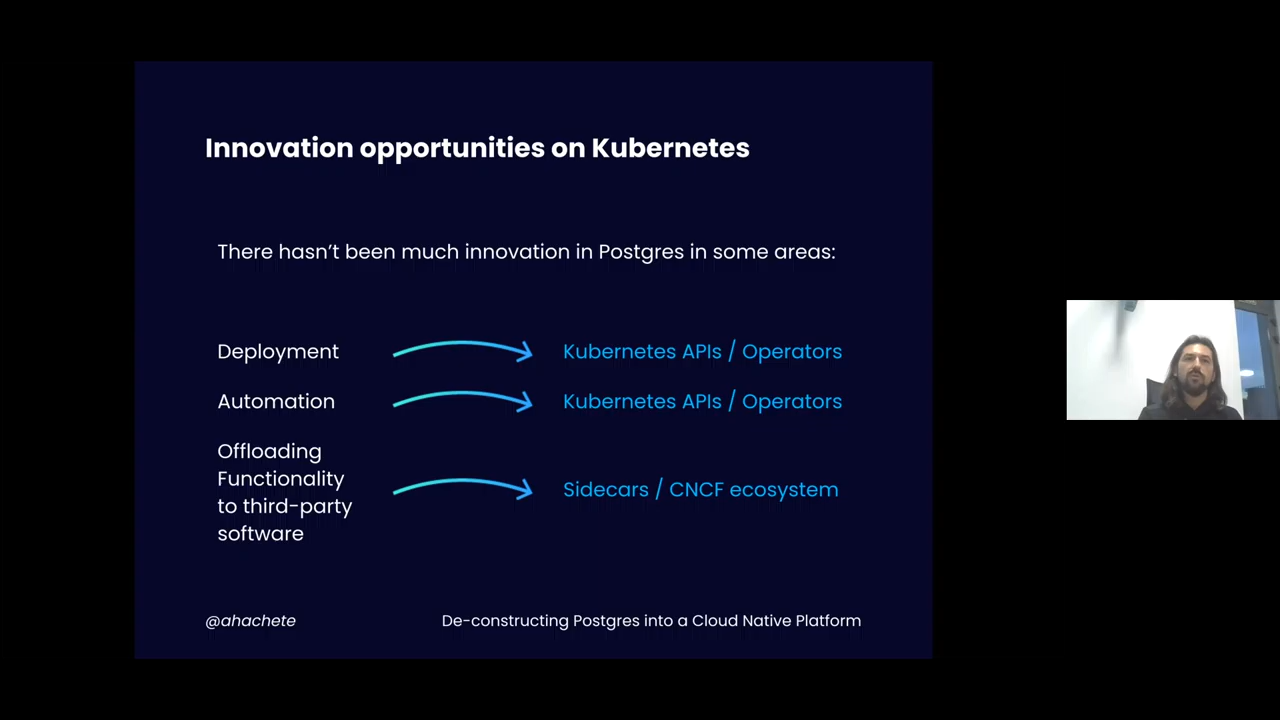 Innovation opportunities on Kubernetes
There hasn’t been much innovation in Postgres in some areas:
Deployment
Kubernetes APIs / Operators
Automation
Kubernetes APIs / Operators
Offloading
Functionality
to third-party
software
Sidecars / CNCF ecosystem
@ahachete
De-constructing Postgres into a Cloud Native Platform